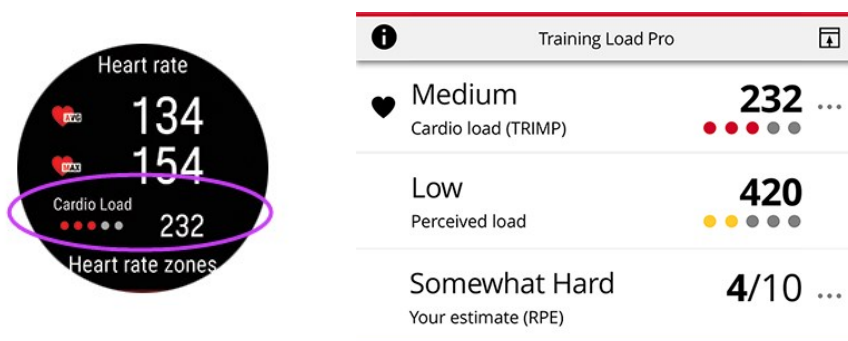 Heart rate
AVG 134
MAX 154
Cardio Load
232
Heart rate zones
Training Load Pro
Medium 232
Cardio load (TRIMP)
Low 420
Perceived load
Somewhat Hard 4/10
Your estimate (RPE)